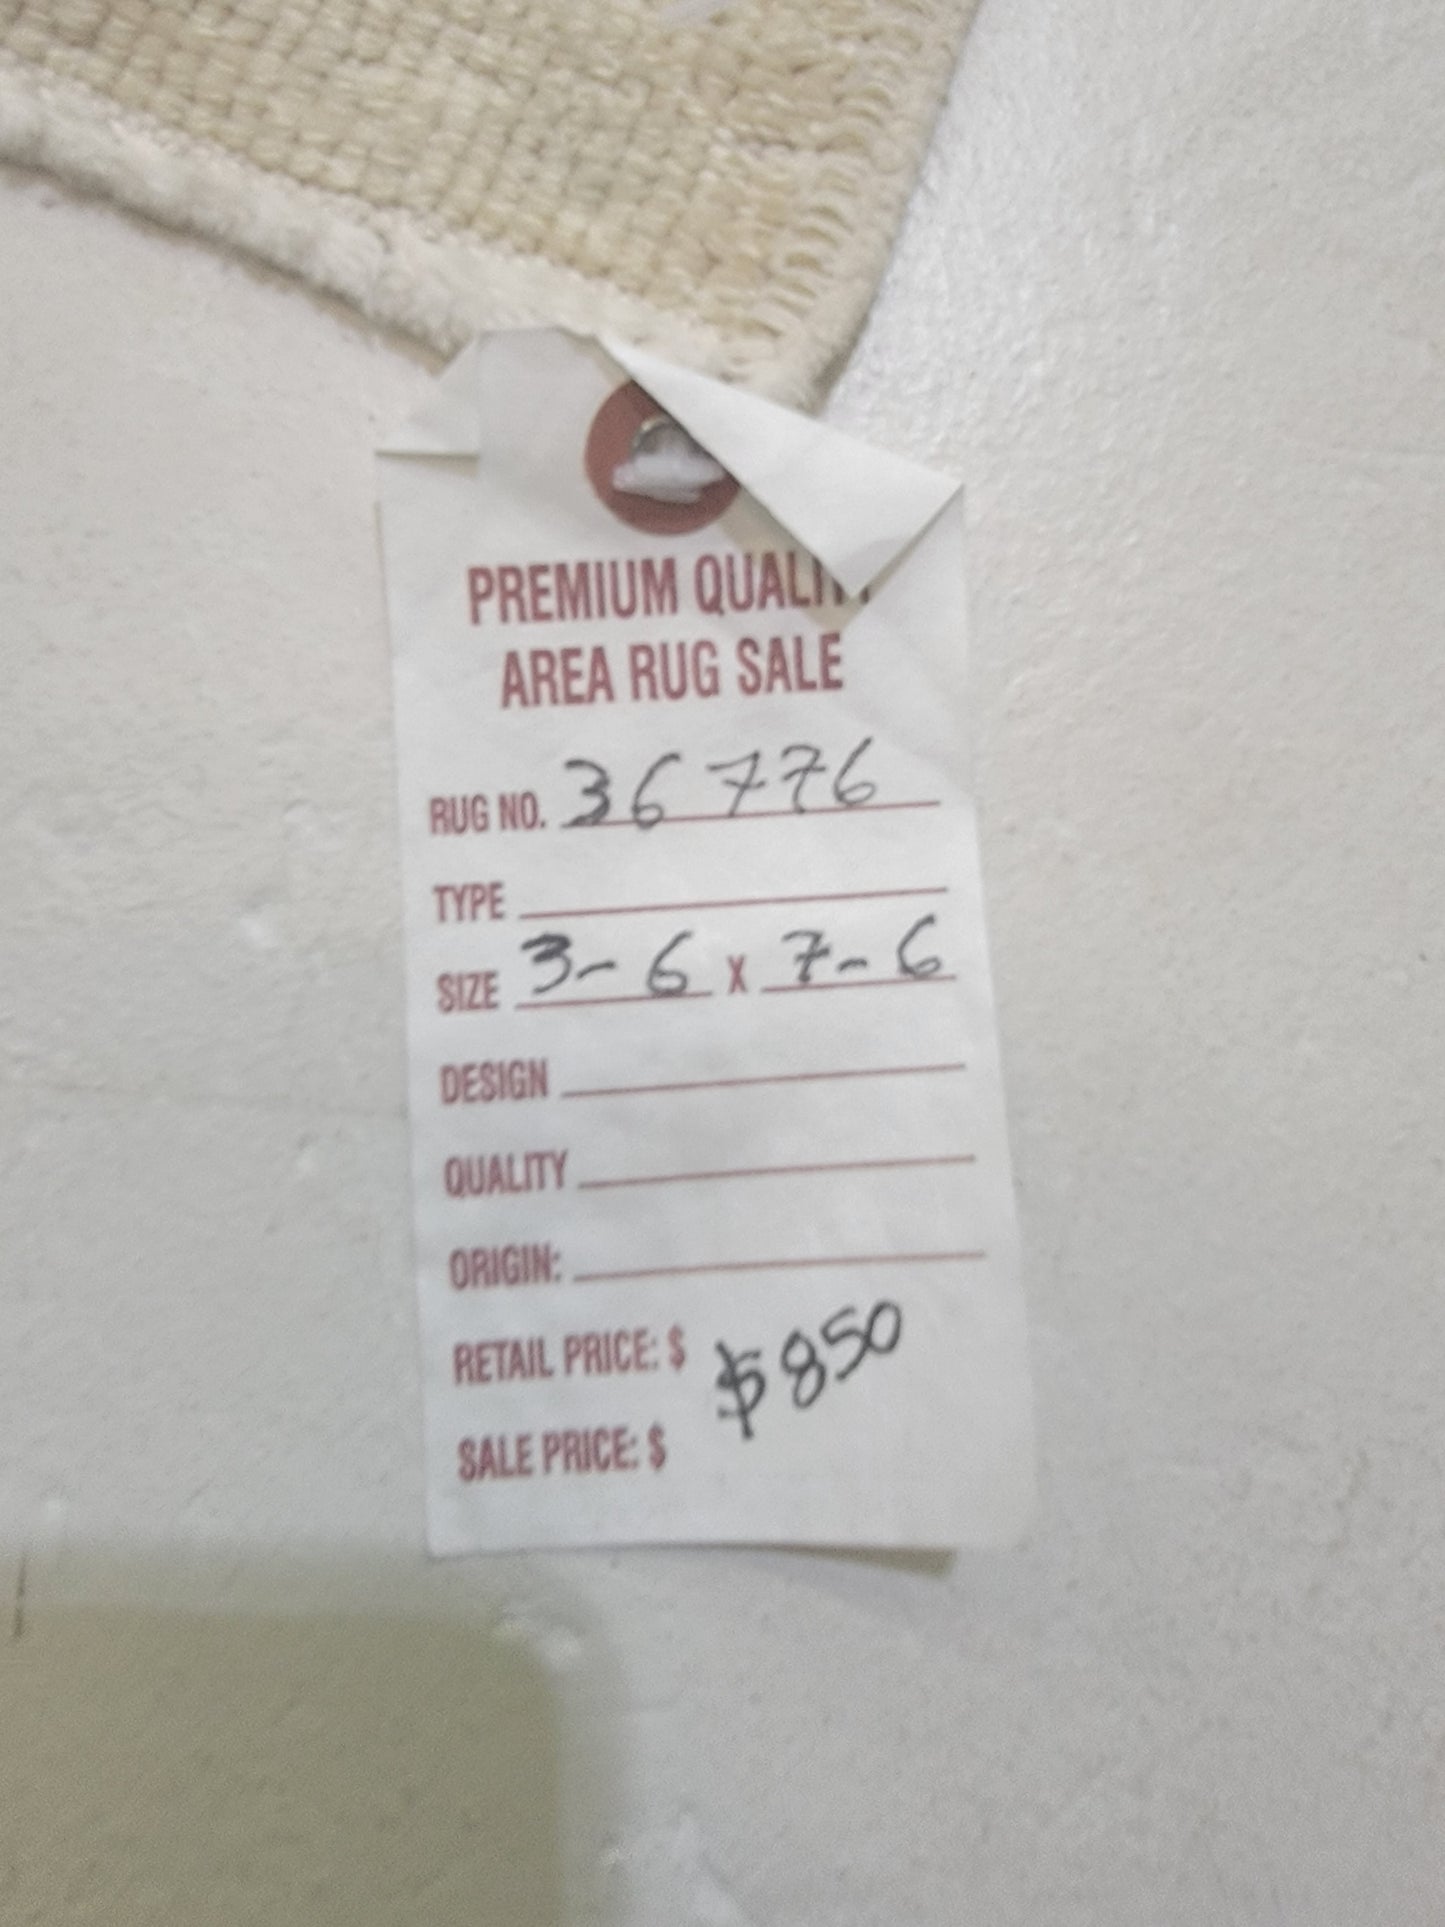 PREMIUM QUALITY
AREA RUG SALE
RUG NO. 36776
TYPE
SIZE 3-6 X 7-6
DESIGN
QUALITY
ORIGIN:
RETAIL PRICE: $ $850
SALE PRICE: $